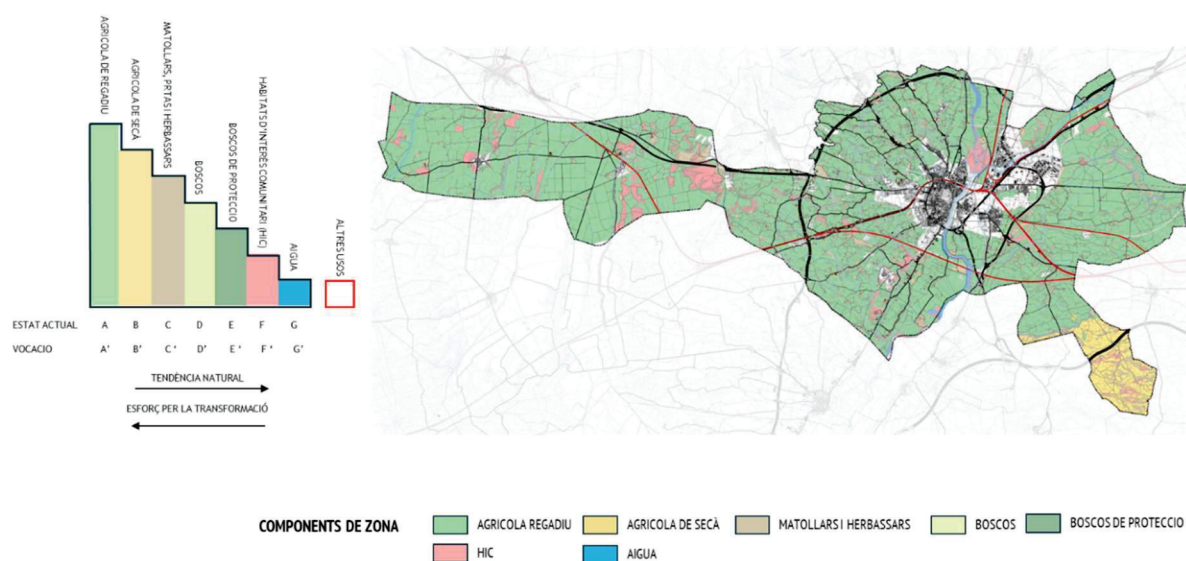 AGRICOLA DE REGADIU
AGRICOLA DE SECÀ
MATOLLARS, PRTAS I HERBASSARS
BOSCOS
BOSCOS DE PROTECCIO
HABITATS D'INTERÈS COMUNITARI (HIC)
AIGUA
ALTRES USOS
ESTAT ACTUAL A B C D E F G
VOCACIO A' B' C' D' E' F' G'
TENDÈNCIA NATURAL
ESFORÇ PER LA TRANSFORMACIÓ
COMPONENTS DE ZONA
AGRICOLA REGADIU
AGRICOLA DE SECÀ
MATOLLARS I HERBASSARS
BOSCOS
BOSCOS DE PROTECCIO
HIC
AIGUA